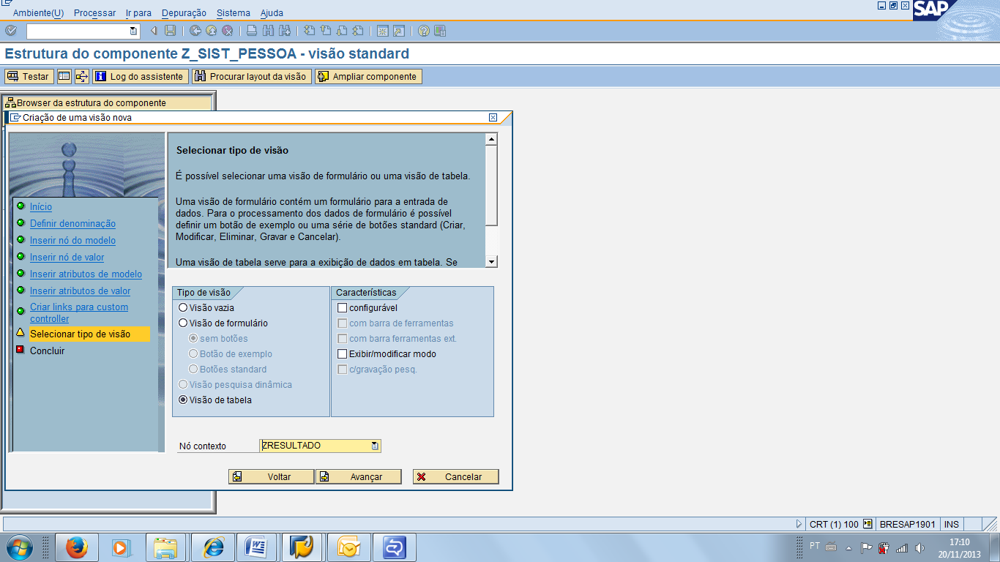 Ambiente(U) Processar Ir para Depuração Sistema Ajuda
SAP
Estrutura do componente Z_SIST_PESSOA - visão standard
Testar Log do assistente Procurar layout da visão Ampliar componente
Browser da estrutura do componente
Criação de uma visão nova
Início
Definir denominação
Inserir nó do modelo
Inserir nó de valor
Inserir atributos de modelo
Inserir atributos de valor
Criar links para custom
controller
Selecionar tipo de visão
Concluir
Selecionar tipo de visão
É possível selecionar uma visão de formulário ou uma visão de tabela.
Uma visão de formulário contém um formulário para a entrada de
dados. Para o processamento dos dados de formulário é possível
definir um botão de exemplo ou uma série de botões standard (Criar,
Modificar, Eliminar, Gravar e Cancelar).
Uma visão de tabela serve para a exibição de dados em tabela. Se
Tipo de visão
Visão vazia
Visão de formulário
sem botões
Botão de exemplo
Botões standard
Visão pesquisa dinâmica
Visão de tabela
Características
configurável
com barra de ferramentas
com barra ferramentas ext.
Exibir/modificar modo
c/gravação pesq.
Nó contexto ZRESULTADO
Voltar Avançar Cancelar
CRT (1) 100 BRESAP1901 INS
PT 17:10
20/11/2013